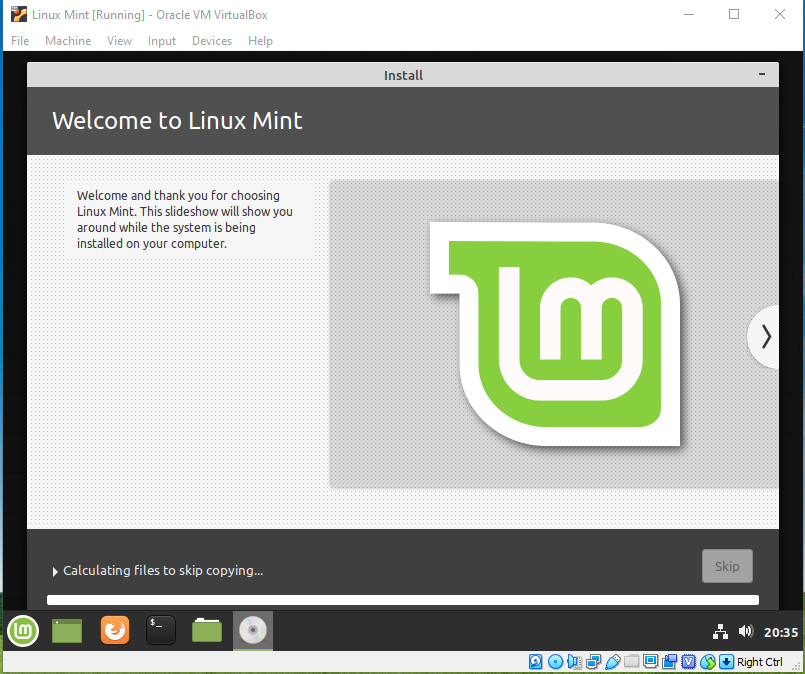 Linux Mint [Running] - Oracle VM VirtualBox
File Machine View Input Devices Help
Install
Welcome to Linux Mint
Welcome and thank you for choosing
Linux Mint. This slideshow will show you
around while the system is being
installed on your computer.
lm
Calculating files to skip copying...
Skip
$_
20:35
V
Right Ctrl